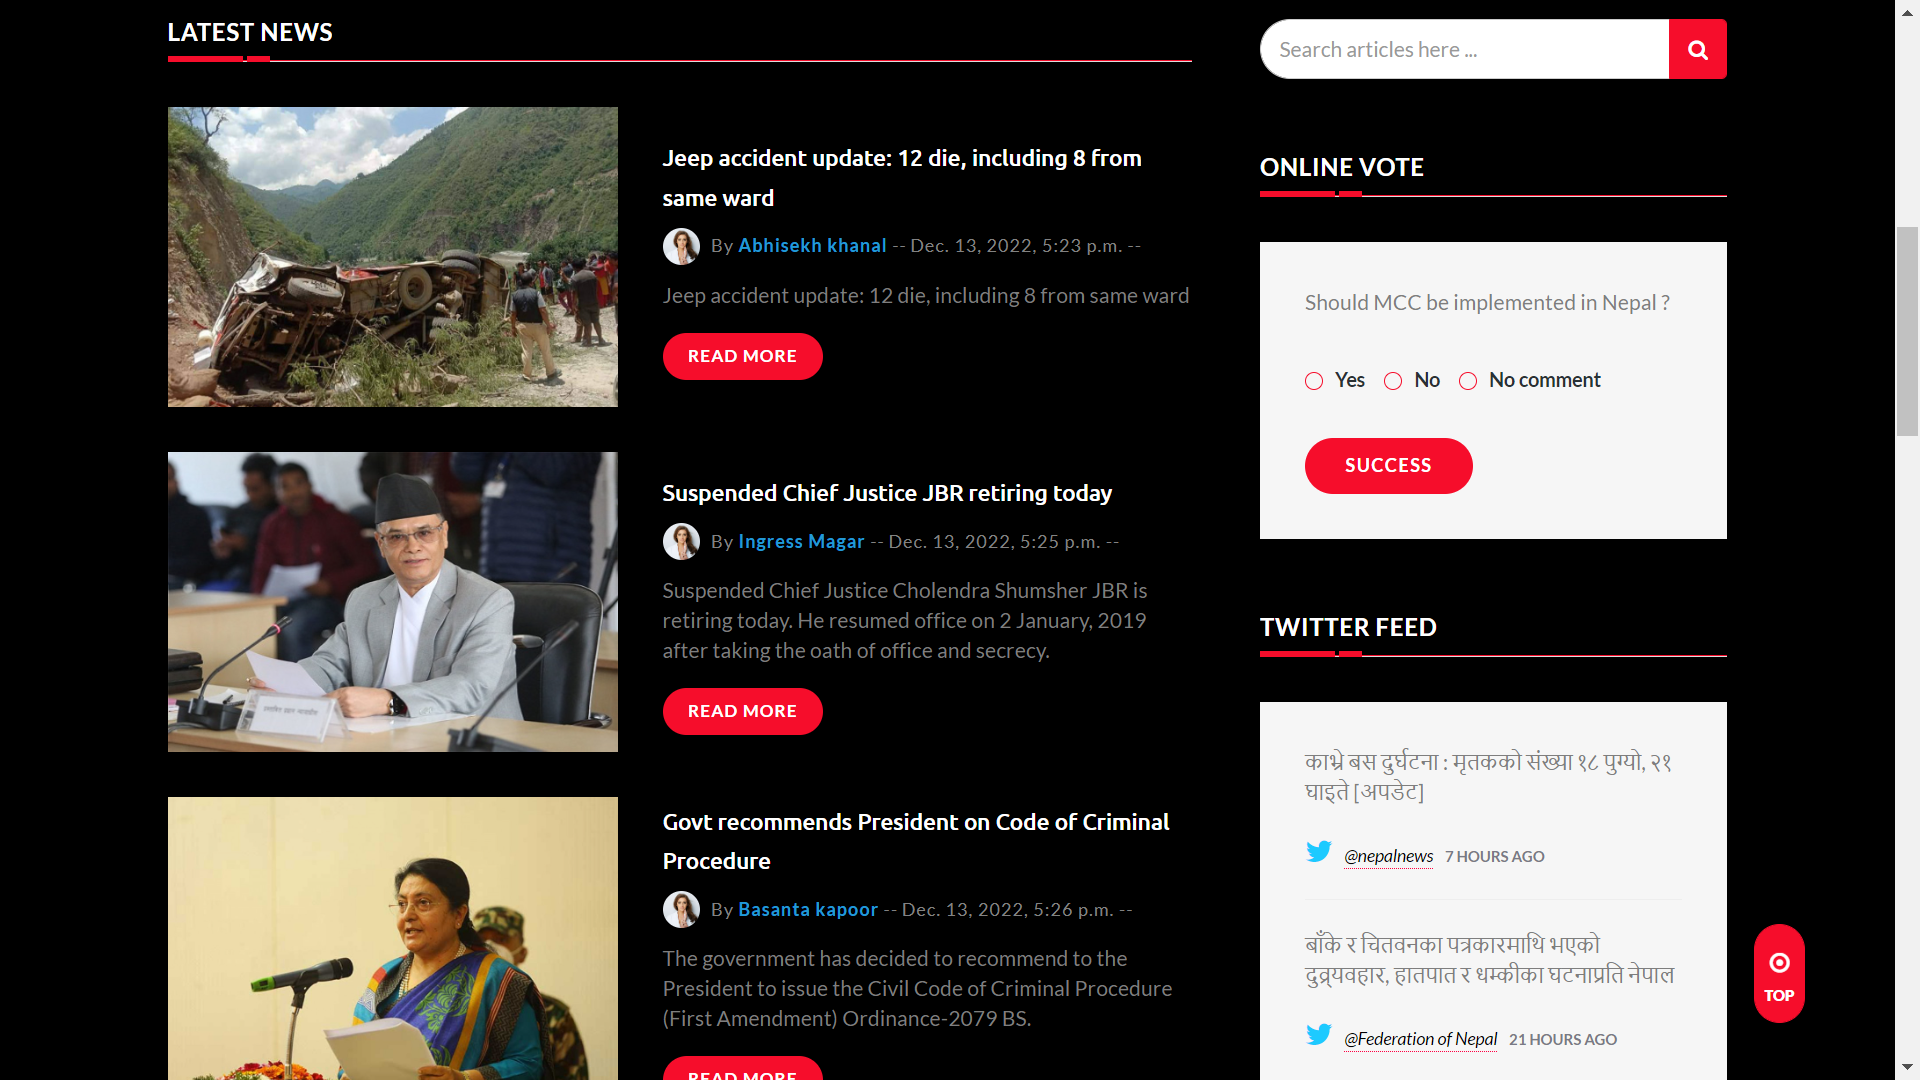 LATEST NEWS
Jeep accident update: 12 die, including 8 from
same ward
By Abhisekh khanal -- Dec. 13, 2022, 5:23 p.m. --
Jeep accident update: 12 die, including 8 from same ward
READ MORE
Suspended Chief Justice JBR retiring today
By Ingress Magar -- Dec. 13, 2022, 5:25 p.m. --
Suspended Chief Justice Cholendra Shumsher JBR is
retiring today. He resumed office on 2 January, 2019
after taking the oath of office and secrecy.
READ MORE
Govt recommends President on Code of Criminal
Procedure
By Basanta kapoor -- Dec. 13, 2022, 5:26 p.m. --
The government has decided to recommend to the
President to issue the Civil Code of Criminal Procedure
(First Amendment) Ordinance-2079 BS.
READ MORE
Search articles here ...
ONLINE VOTE
Should MCC be implemented in Nepal ?
Yes No No comment
SUCCESS
TWITTER FEED
काभ्रे बस दुर्घटना : मृतकको संख्या १८ पुग्यो, २१
घाइते [अपडेट]
@nepalnews 7 HOURS AGO
बाँके र चितवनका पत्रकारमाथि भएको
दुव्र्यवहार, हातपात र धम्कीका घटनाप्रति नेपाल
@Federation of Nepal 21 HOURS AGO
TOP